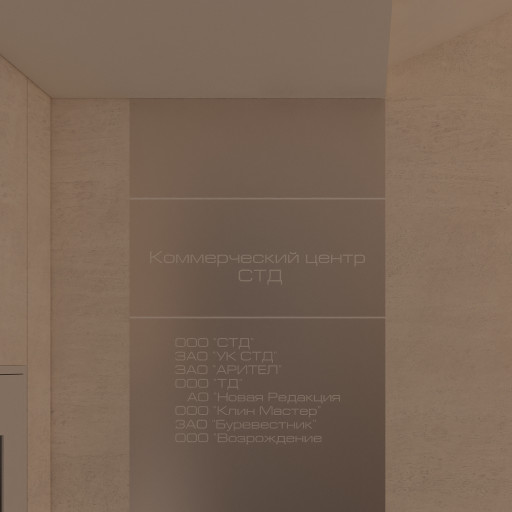 Коммерческий центр
СТД
ООО "СТД"
ЗАО "УК СТД"
ЗАО "АРИТЕЛ"
ООО "ТД"
АО "Новая Редакция
ООО "Клин Мастер"
ЗАО "Буревестник"
ООО "Возрождение